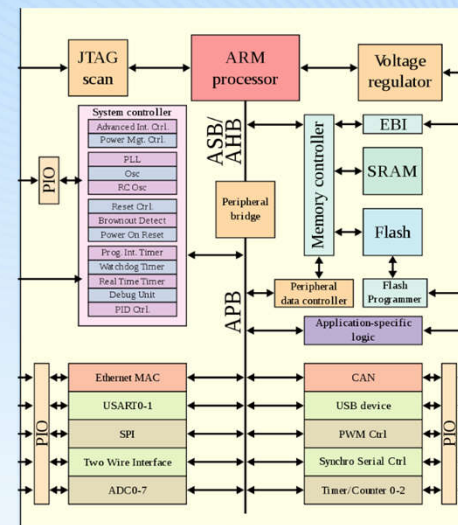 JTAG
scan
ARM
processor
Voltage
regulator
System controller
Advanced Int. Ctrl.
Power Mgt. Ctrl.
PLL
Osc
RC Osc
Reset Ctrl.
Brownout Detect
Power On Reset
Prog. Int. Timer
Watchdog Timer
Real Time Timer
Debug Unit
PID Ctrl.
PIO
ASB/
AHB
Peripheral
bridge
APB
Memory controller
EBI
SRAM
Flash
Peripheral
data controller
Flash
Programmer
Application-specific
logic
PIO
Ethernet MAC
USART0-1
SPI
Two Wire Interface
ADC0-7
CAN
USB device
PWM Ctrl
Synchro Serial Ctrl
Timer/Counter 0-2
PIO